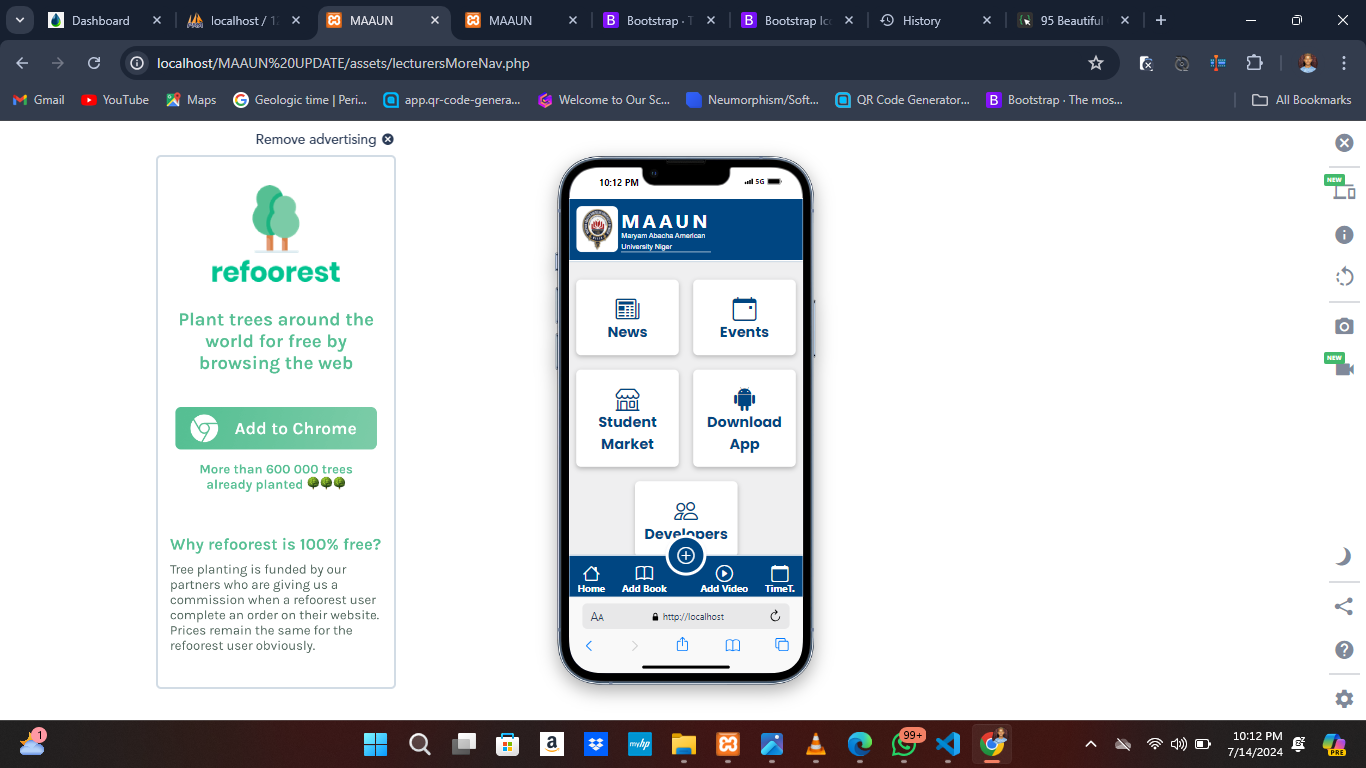 Dashboard
localhost / 12
MAAUN
MAAUN
Bootstrap · T
Bootstrap Ico
History
95 Beautiful
localhost/MAAUN%20UPDATE/assets/lecturersMoreNav.php
Gmail
YouTube
Maps
Geologic time | Peri...
app.qr-code-genera...
Welcome to Our Sc...
Neumorphism/Soft...
QR Code Generator...
Bootstrap · The mos...
All Bookmarks
Remove advertising
refoorest
Plant trees around the
world for free by
browsing the web
Add to Chrome
More than 600 000 trees
already planted
Why refoorest is 100% free?
Tree planting is funded by our
partners who are giving us a
commission when a refoorest user
complete an order on their website.
Prices remain the same for the
refoorest user obviously.
10:12 PM
5G
MAAUN
Maryam Abacha American
University Niger
News
Events
Student
Market
Download
App
Developers
Home
Add Book
Add Video
TimeT.
AA
http://localhost
NEW
NEW
1
a
myhp
99+
10:12 PM
7/14/2024
PRE